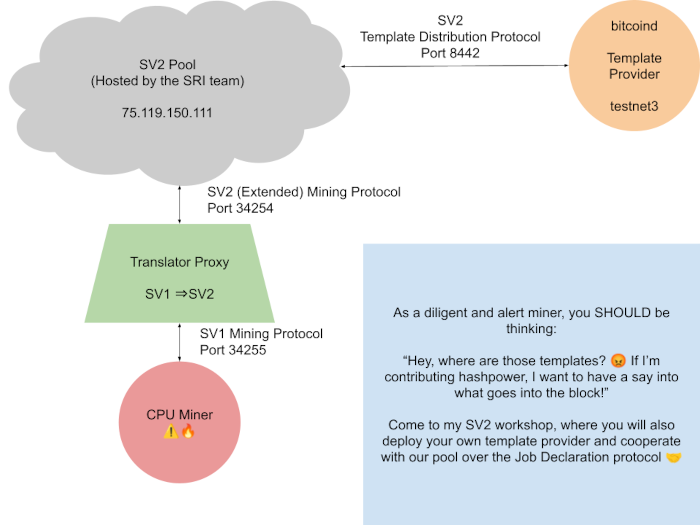 SV2 Pool
(Hosted by the SRI team)
75.119.150.111
SV2
Template Distribution Protocol
Port 8442
bitcoind
Template
Provider
testnet3
SV2 (Extended) Mining Protocol
Port 34254
Translator Proxy
SV1 ⇒SV2
SV1 Mining Protocol
Port 34255
CPU Miner
⚠️🔥
As a diligent and alert miner, you SHOULD be
thinking:
“Hey, where are those templates? 😡 If I’m
contributing hashpower, I want to have a say into
what goes into the block!”
Come to my SV2 workshop, where you will also
deploy your own template provider and cooperate
with our pool over the Job Declaration protocol 🤝